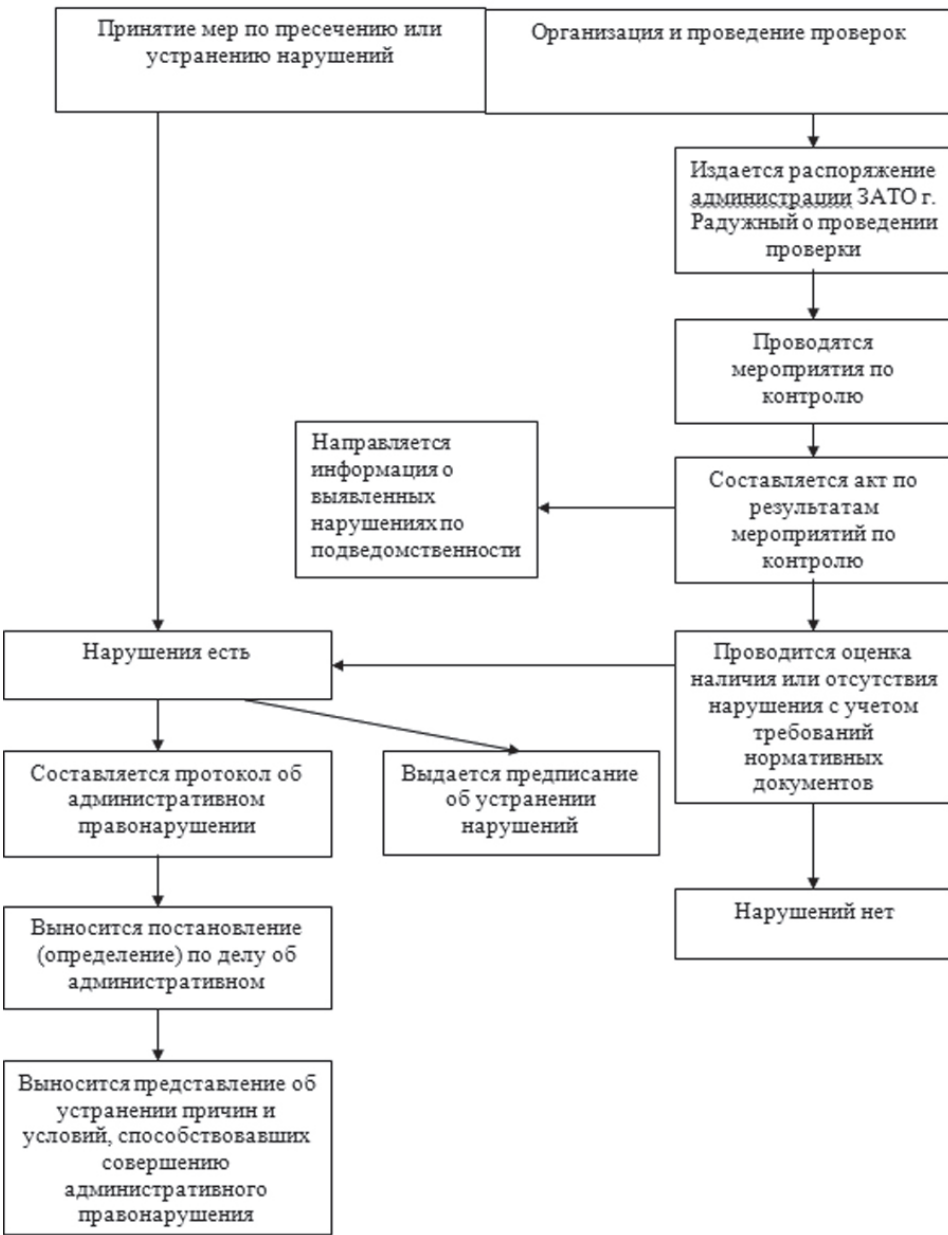 Принятие мер по пресечению или
устранению нарушений
Организация и проведение проверок
Издается распоряжение
администрации ЗАТО г.
Радужный о проведении
проверки
Проводятся
мероприятия по
контролю
Направляется
информация о
выявленных
нарушениях по
подведомственности
Составляется акт по
результатам
мероприятий по
контролю
Нарушения есть
Проводится оценка
наличия или отсутствия
нарушения с учетом
требований
нормативных
документов
Составляется протокол об
административном
правонарушении
Выдается предписание
об устранении
нарушений
Выносится постановление
(определение) по делу об
административном
Нарушений нет
Выносится представление об
устранении причин и
условий, способствовавших
совершению
административного
правонарушения